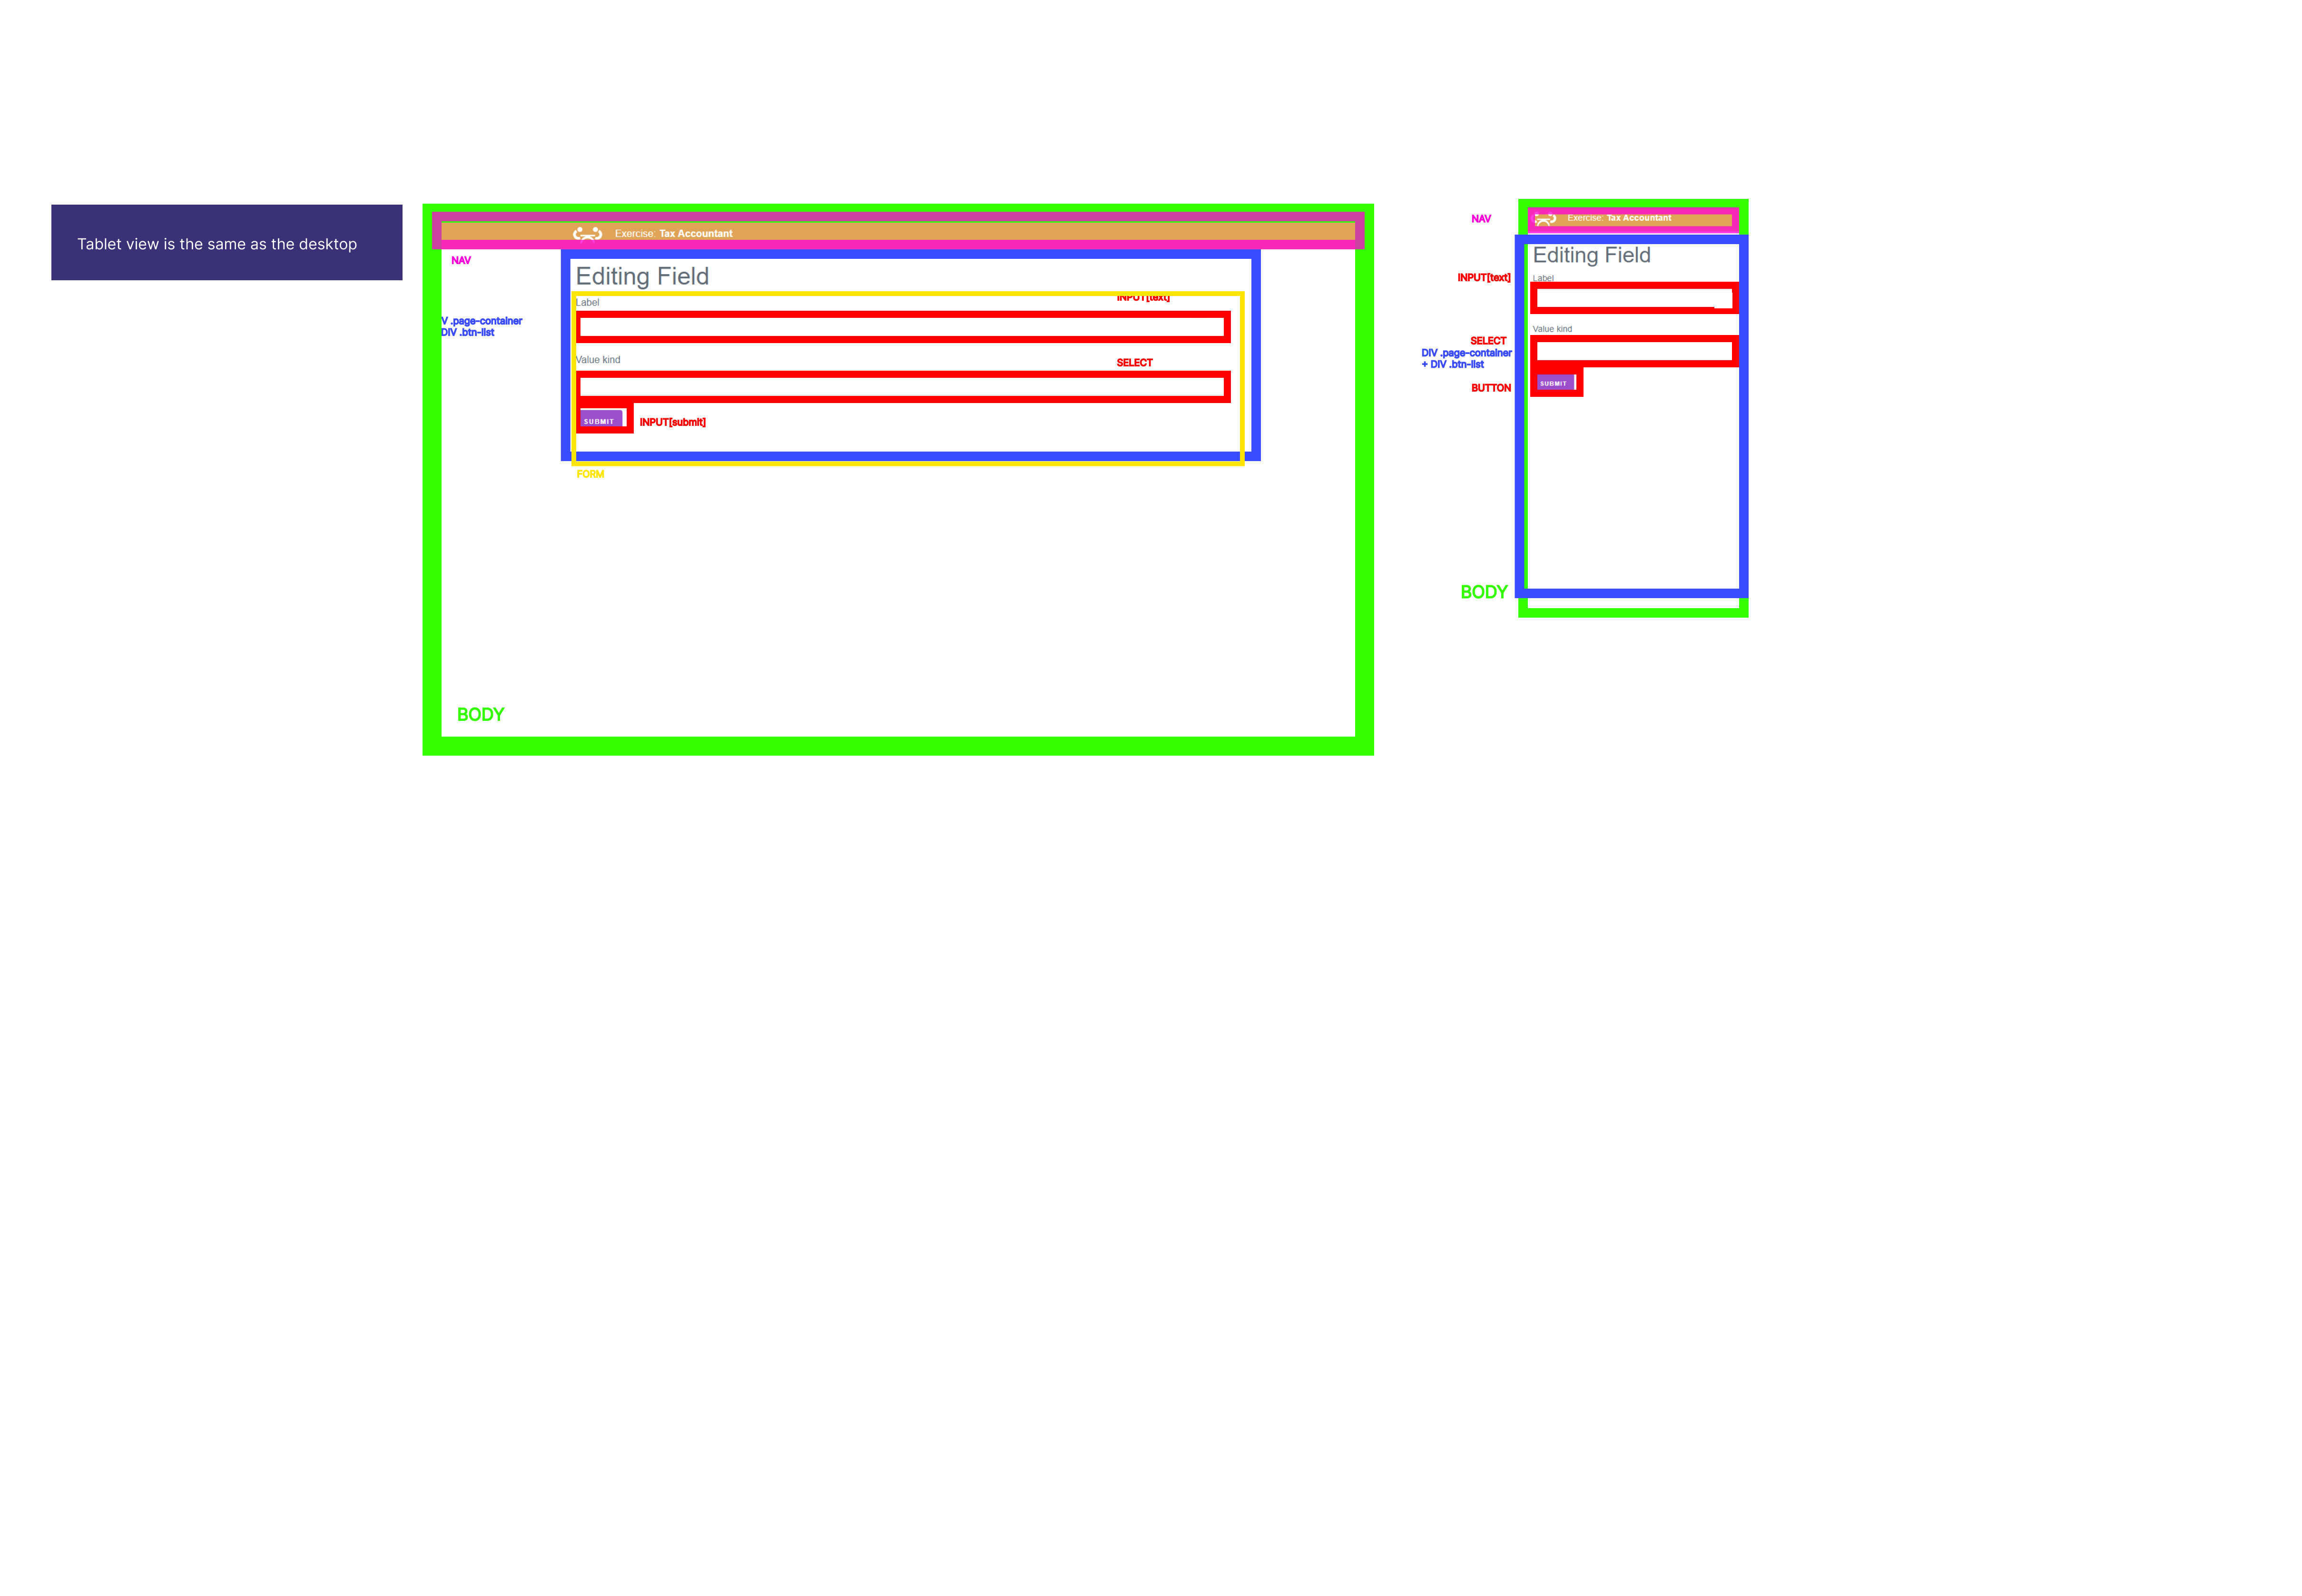 Tablet view is the same as the desktop
Exercise: Tax Accountant
NAV
Editing Field
Label
INPUT[text]
V .page-container
DIV .btn-list
Value kind
SELECT
SUBMIT
INPUT[submit]
FORM
BODY
NAV
Exercise: Tax Accountant
Editing Field
INPUT[text]
Label
Value kind
SELECT
DIV .page-container
+ DIV .btn-list
SUBMIT
BUTTON
BODY